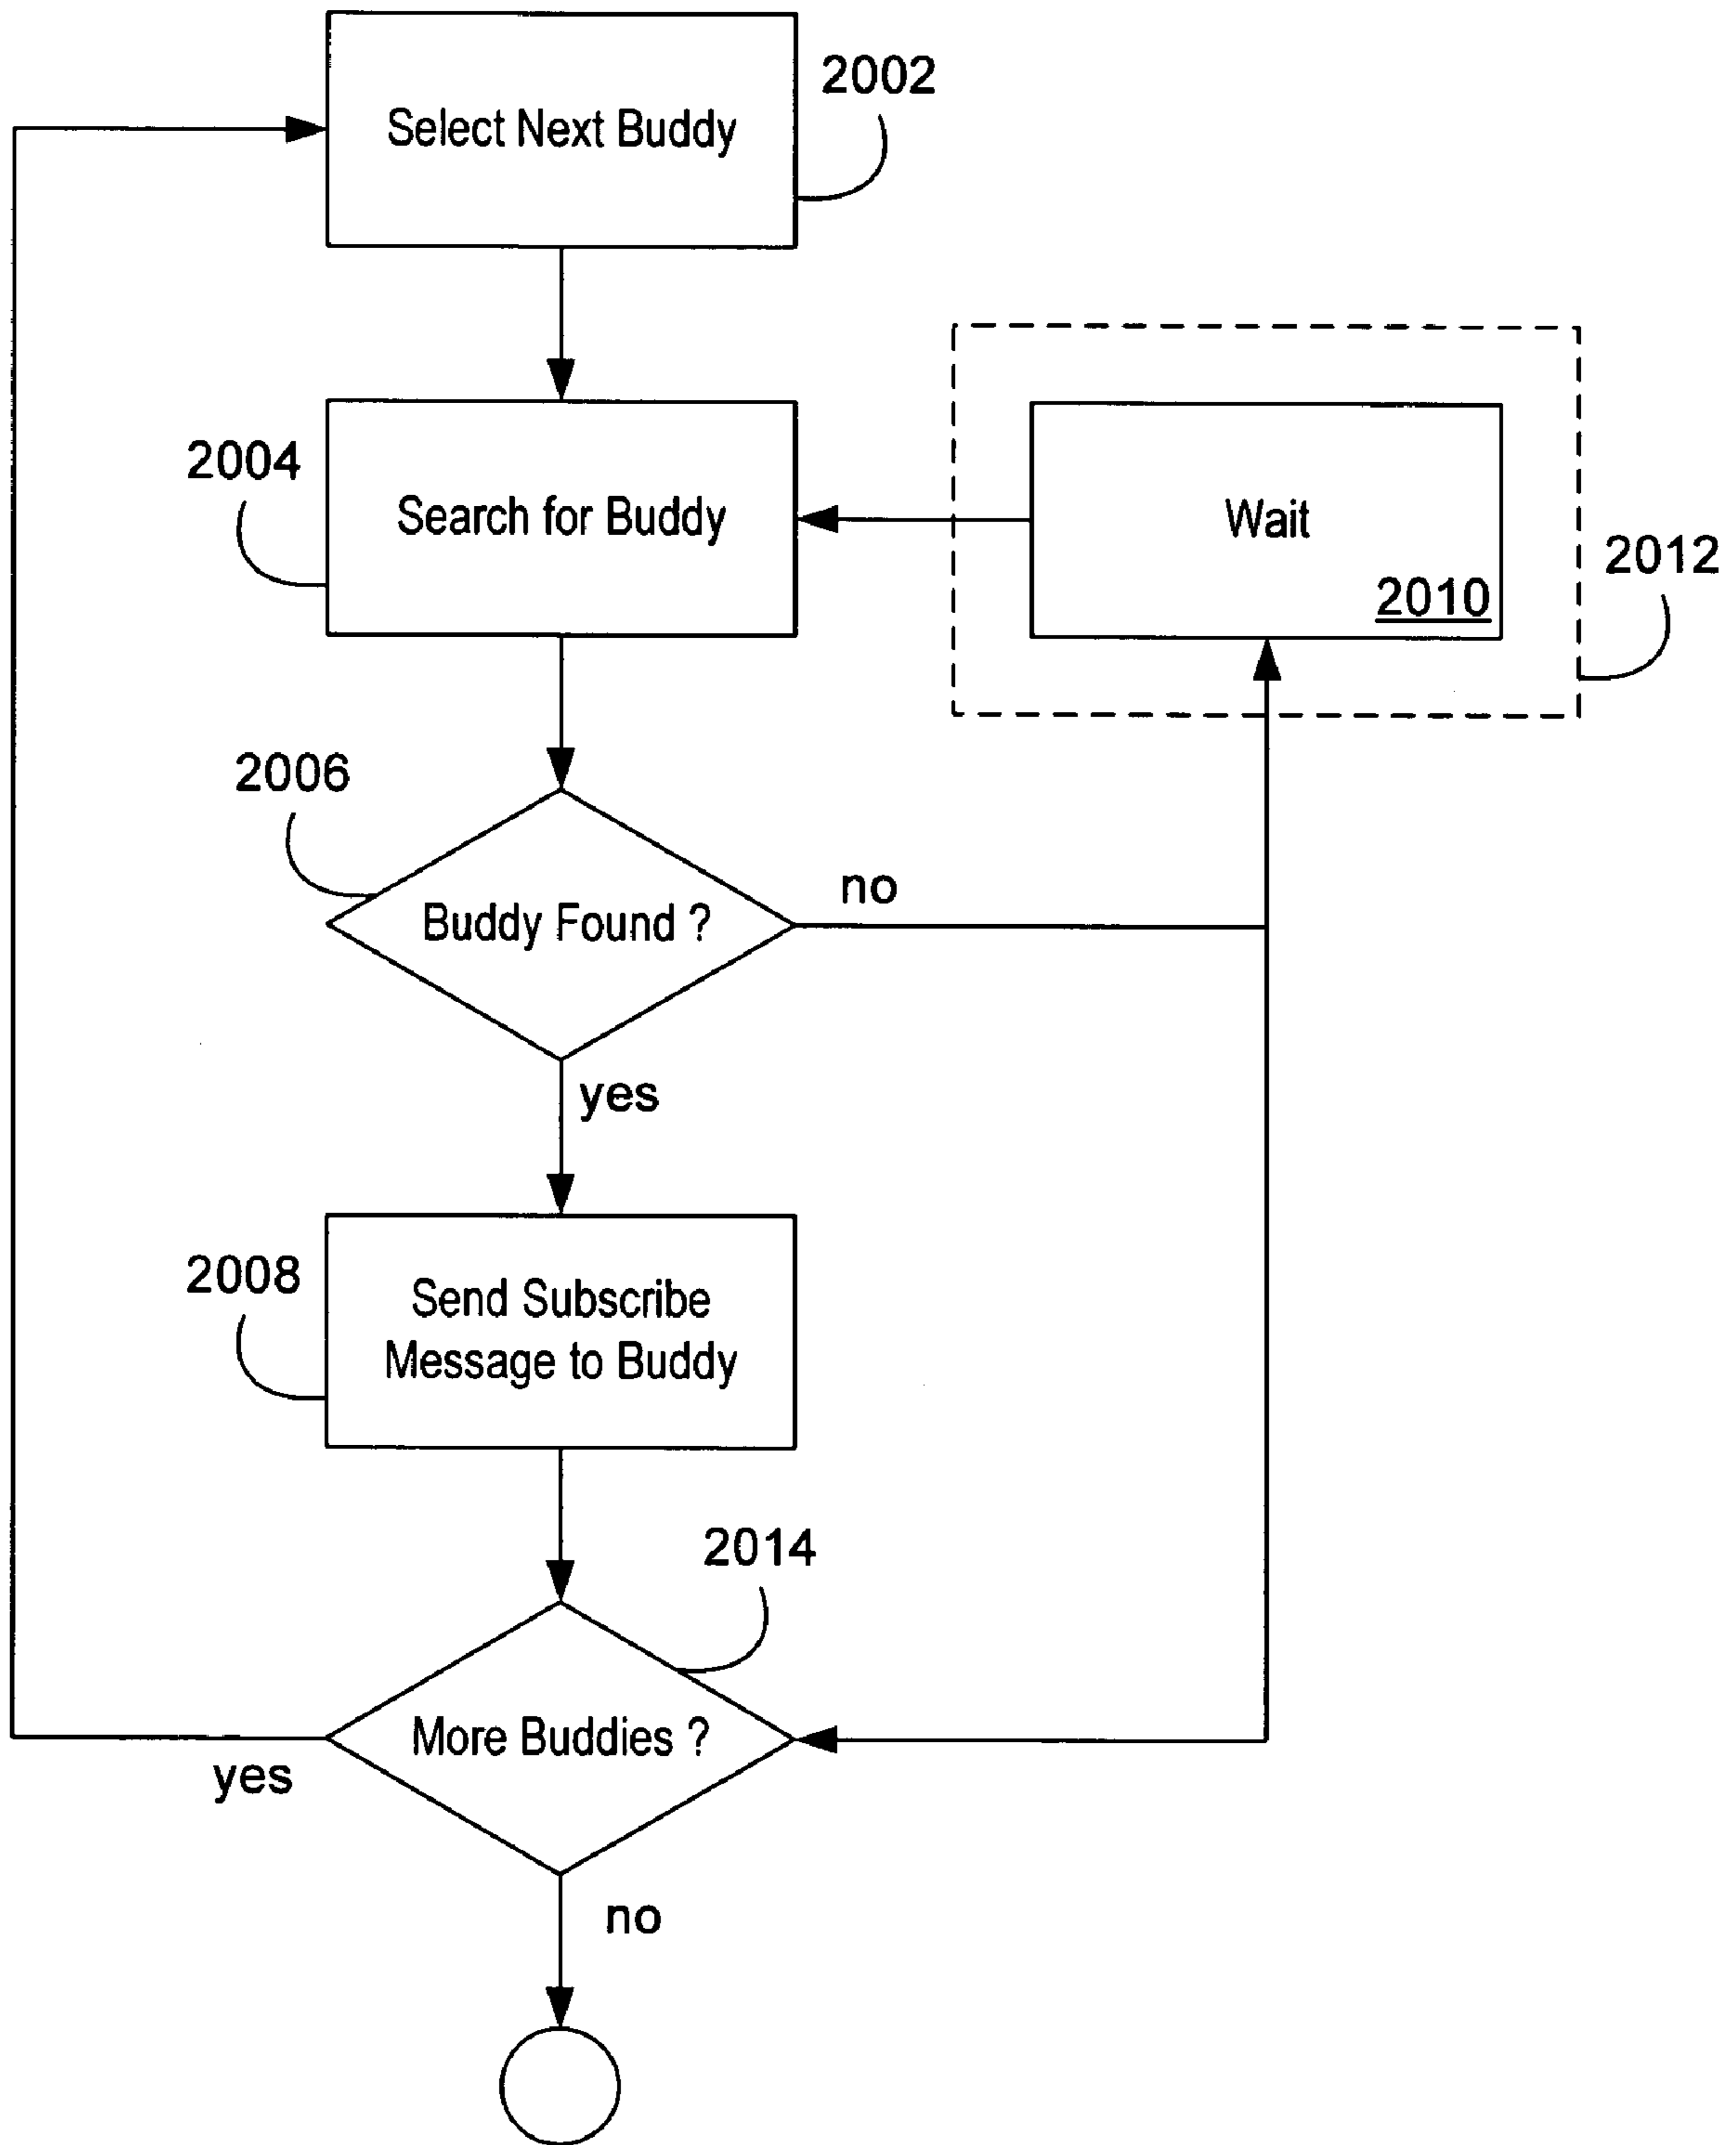 2002
Select Next Buddy
2004
Search for Buddy
Wait
2010
2012
2006
Buddy Found ?
no
yes
2008
Send Subscribe
Message to Buddy
2014
More Buddies ?
yes
no